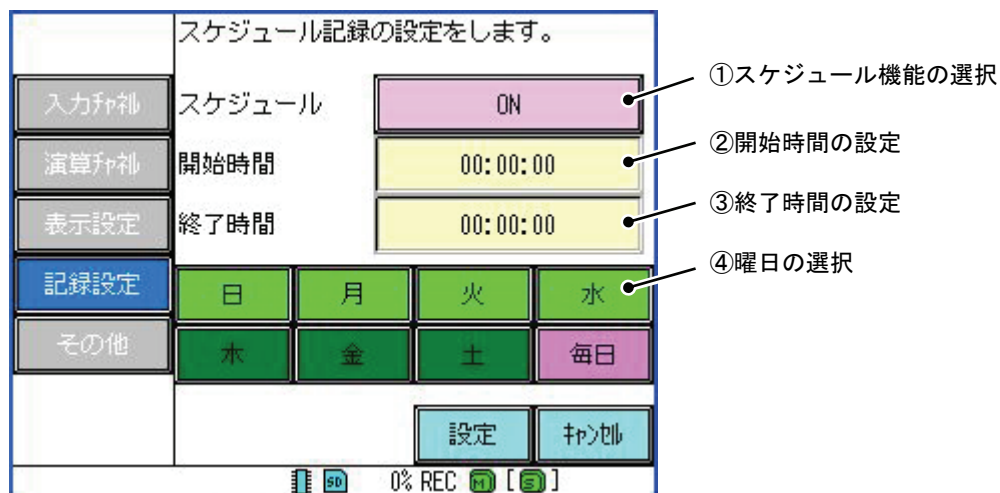 スケジュール記録の設定をします。
入力ﾁｬﾈﾙ
スケジュール
ON
①スケジュール機能の選択
演算ﾁｬﾈﾙ
開始時間
00:00:00
②開始時間の設定
表示設定
終了時間
00:00:00
③終了時間の設定
記録設定
日 月 火 水
④曜日の選択
その他
木 金 土 毎日
設定 ｷｬﾝｾﾙ
SD 0% REC M [S]